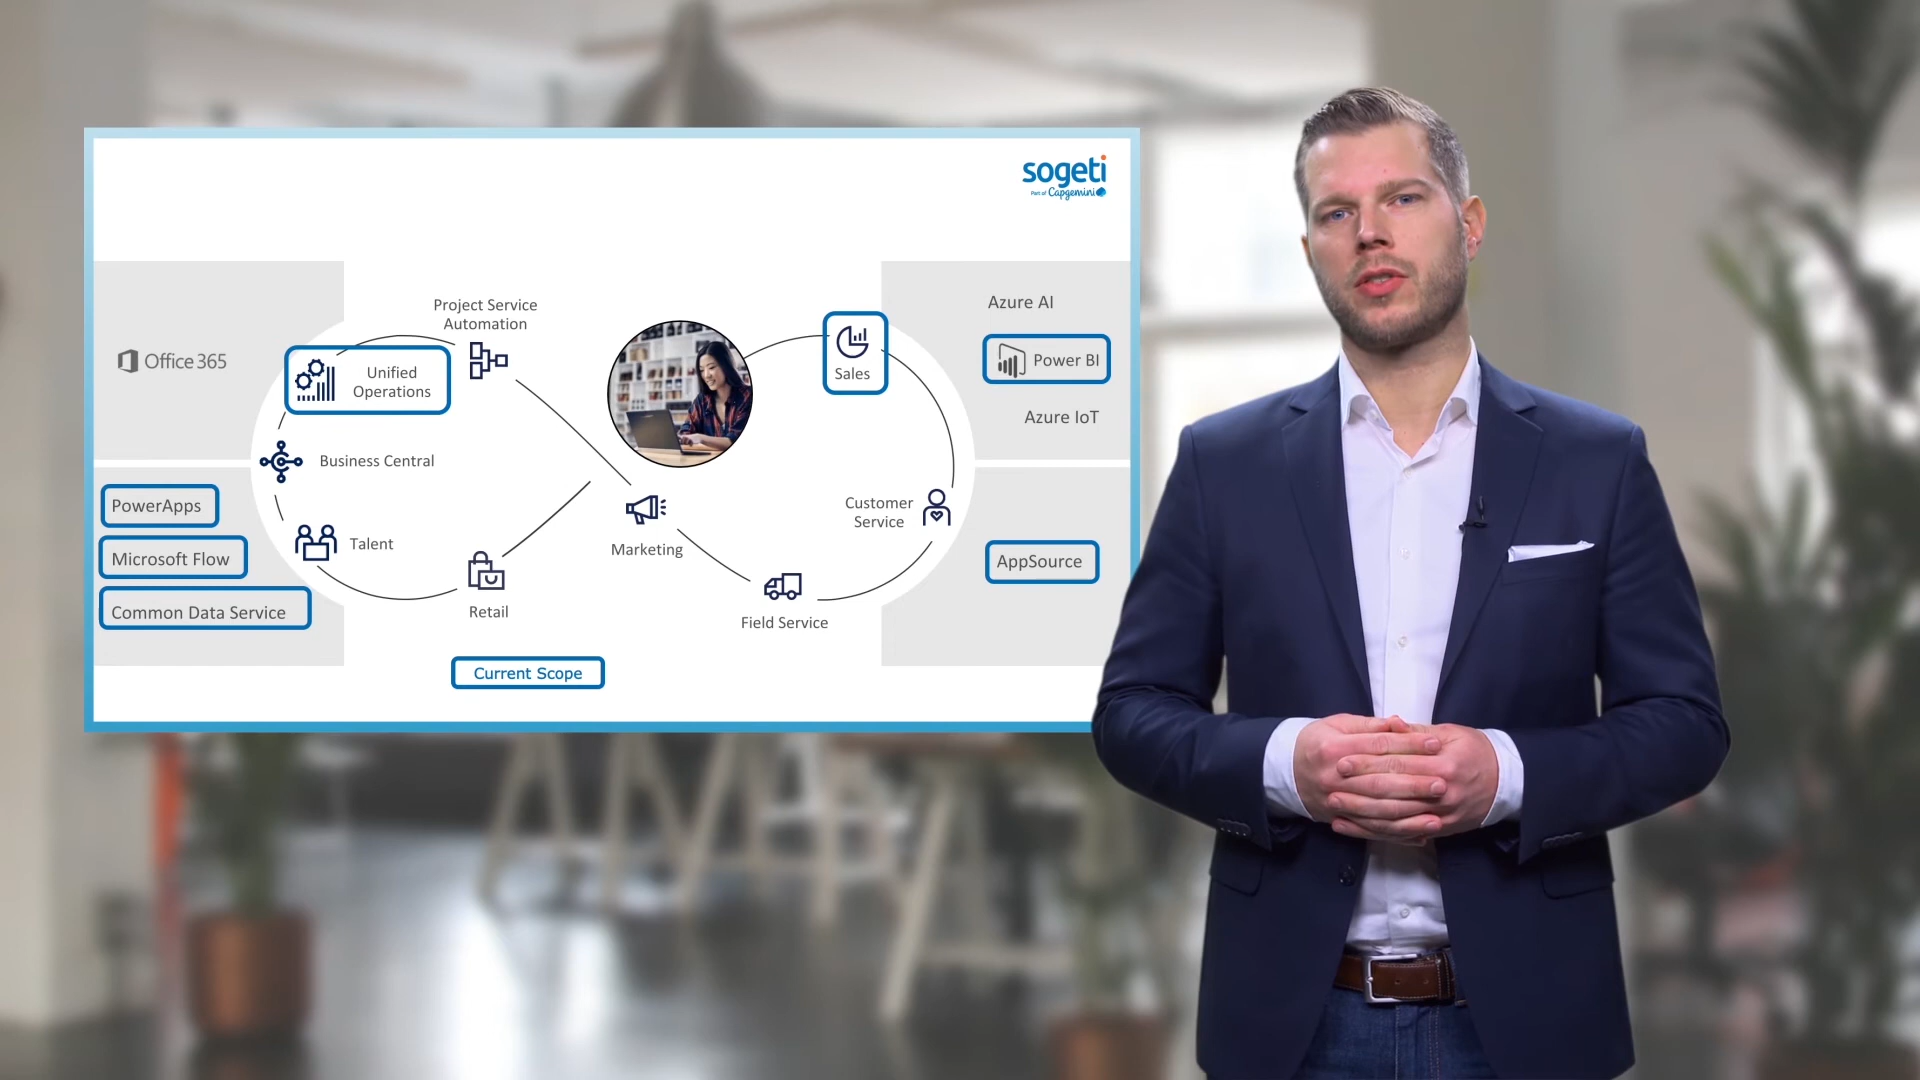 sogeti
Part of Capgemini
Project Service
Automation
Azure AI
Office 365
Unified
Operations
Sales
Power BI
Azure IoT
Business Central
PowerApps
Customer
Service
Talent
Marketing
Microsoft Flow
AppSource
Retail
Field Service
Common Data Service
Current Scope